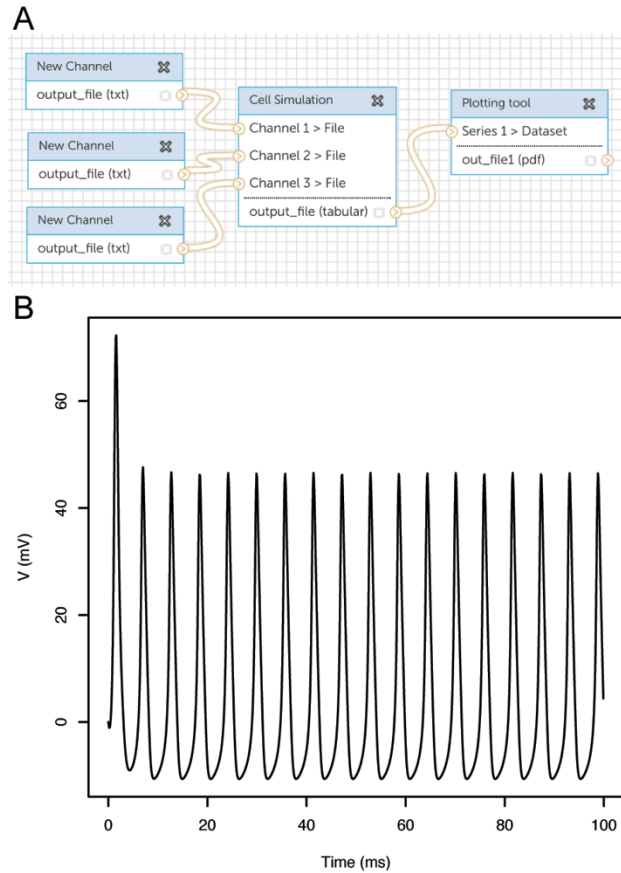 A
New Channel
output_file (txt)
New Channel
output_file (txt)
New Channel
output_file (txt)
Cell Simulation
Channel 1 > File
Channel 2 > File
Channel 3 > File
output_file (tabular)
Plotting tool
Series 1 > Dataset
out_file1 (pdf)
B
V (mV)
60
40
20
0
0 20 40 60 80 100
Time (ms)